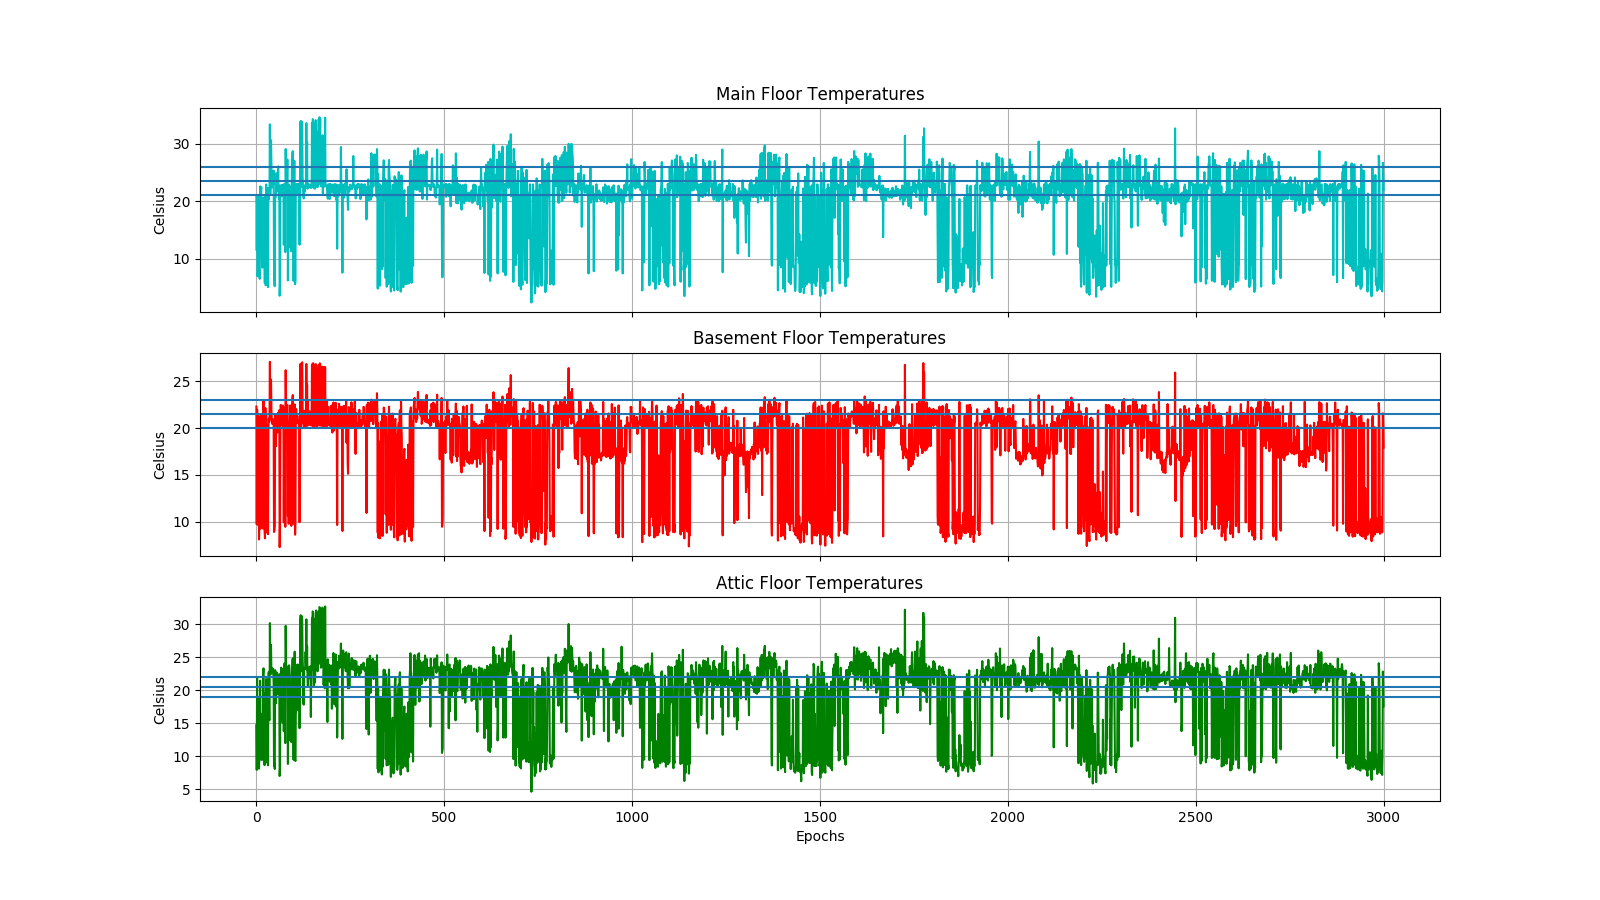 Main Floor Temperatures
30
20
10
Celsius
Basement Floor Temperatures
25
20
15
10
Celsius
Attic Floor Temperatures
30
25
20
15
10
5
Celsius
0 500 1000 1500 2000 2500 3000
Epochs